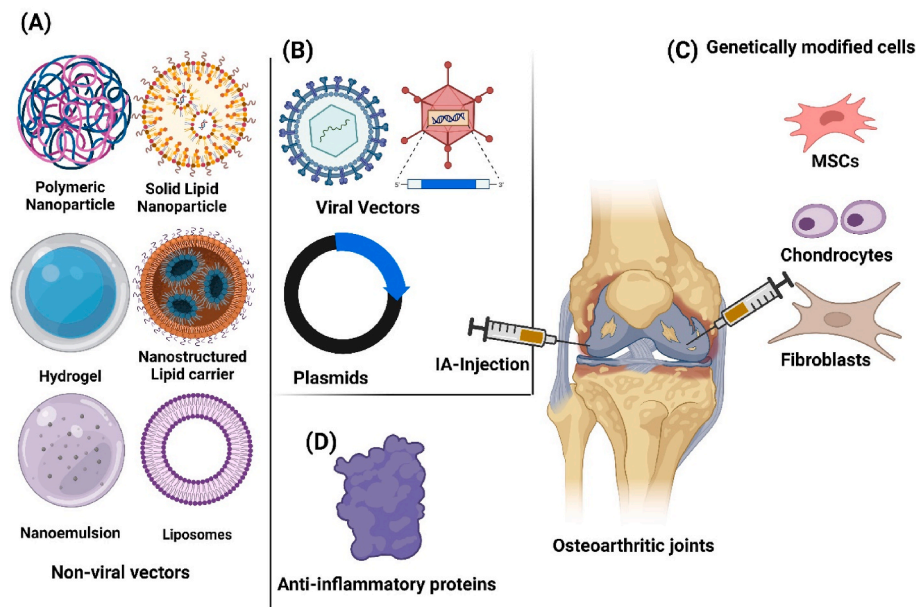 (A)
Polymeric
Nanoparticle
Solid Lipid
Nanoparticle
Hydrogel
Nanostructured
Lipid carrier
Nanoemulsion
Liposomes
Non-viral vectors
(B)
5'
3'
Viral Vectors
Plasmids
IA-Injection
(C)
Genetically modified cells
MSCs
Chondrocytes
Fibroblasts
Osteoarthritic joints
(D)
Anti-inflammatory proteins